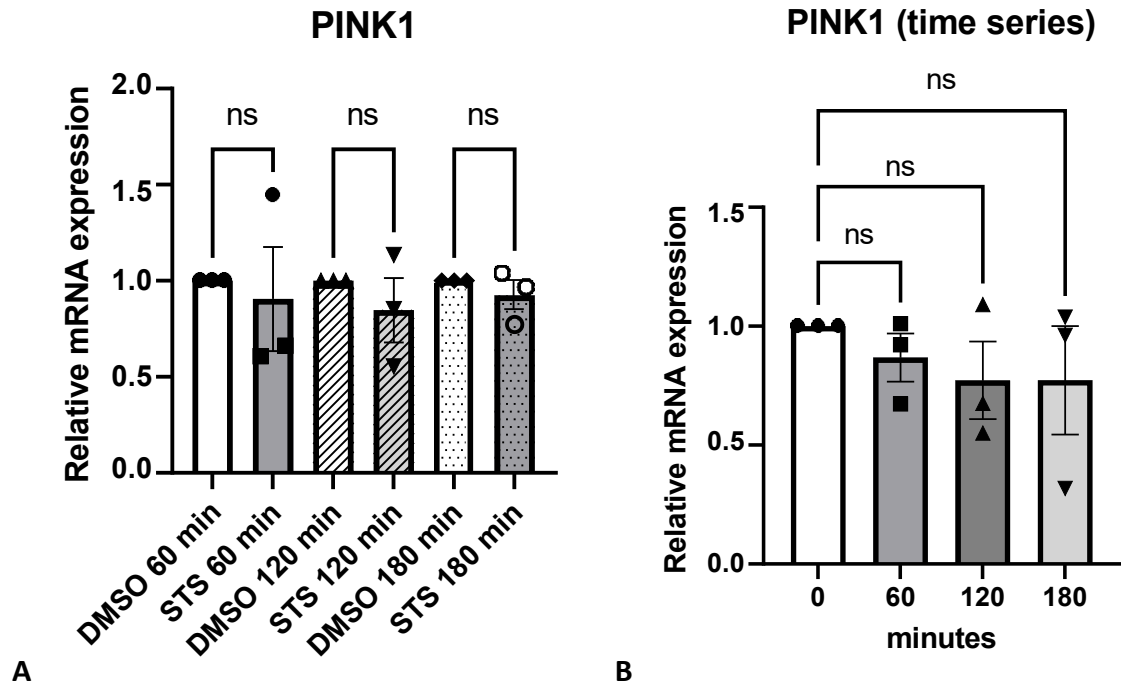 PINK1
Relative mRNA expression
2.0
1.5
1.0
0.5
0.0
ns
ns
ns
DMSO 60 min
STS 60 min
DMSO 120 min
STS 120 min
DMSO 180 min
STS 180 min
A
PINK1 (time series)
Relative mRNA expression
1.5
1.0
0.5
0.0
ns
ns
ns
0
60
120
180
minutes
B